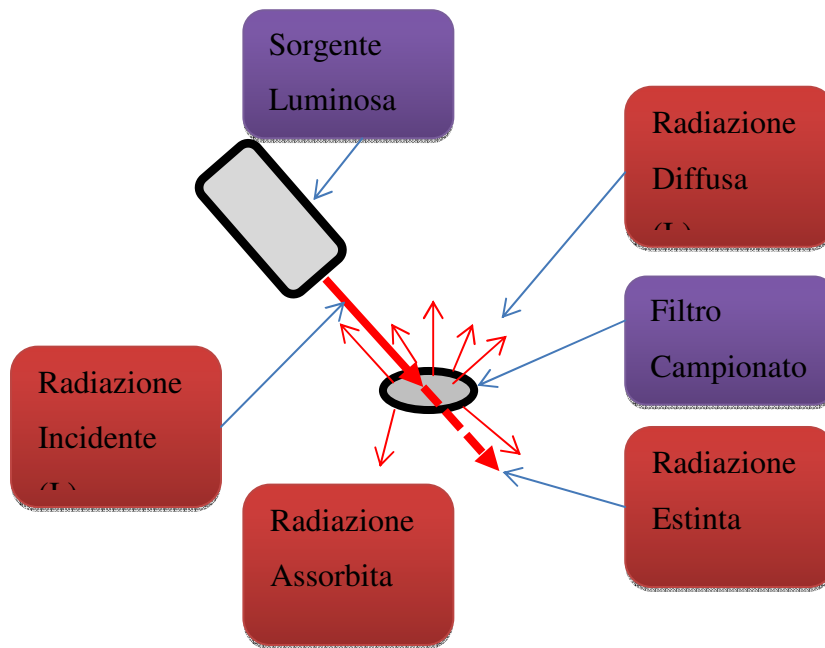 Sorgente
Luminosa
Radiazione
Diffusa
Filtro
Campionato
Radiazione
Incidente
Radiazione
Estinta
Radiazione
Assorbita